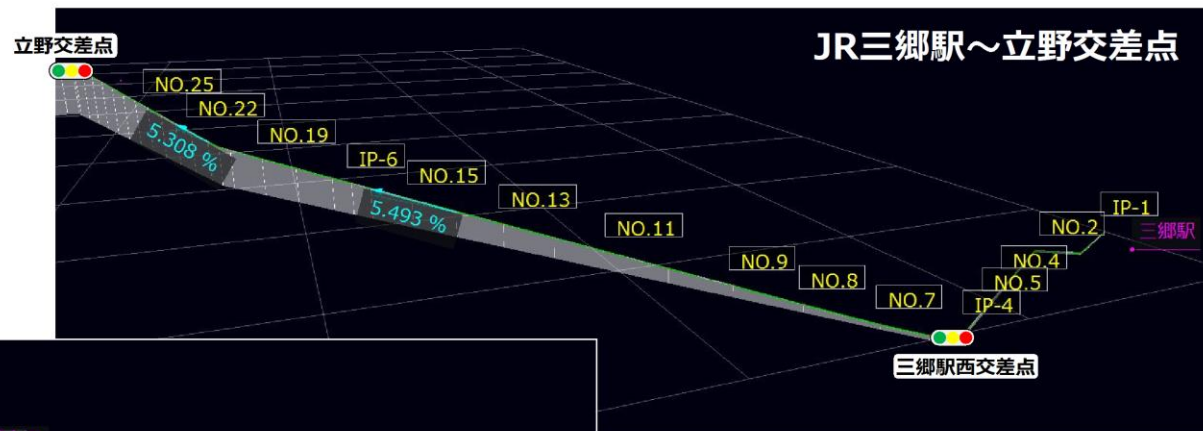 JR三郷駅～立野交差点
立野交差点
NO.25
NO.22
NO.19
IP-6
NO.15
NO.13
NO.11
NO.9
NO.8
NO.7
IP-4
NO.5
NO.4
NO.2
IP-1
三郷駅
5.308 %
5.493 %
三郷駅西交差点